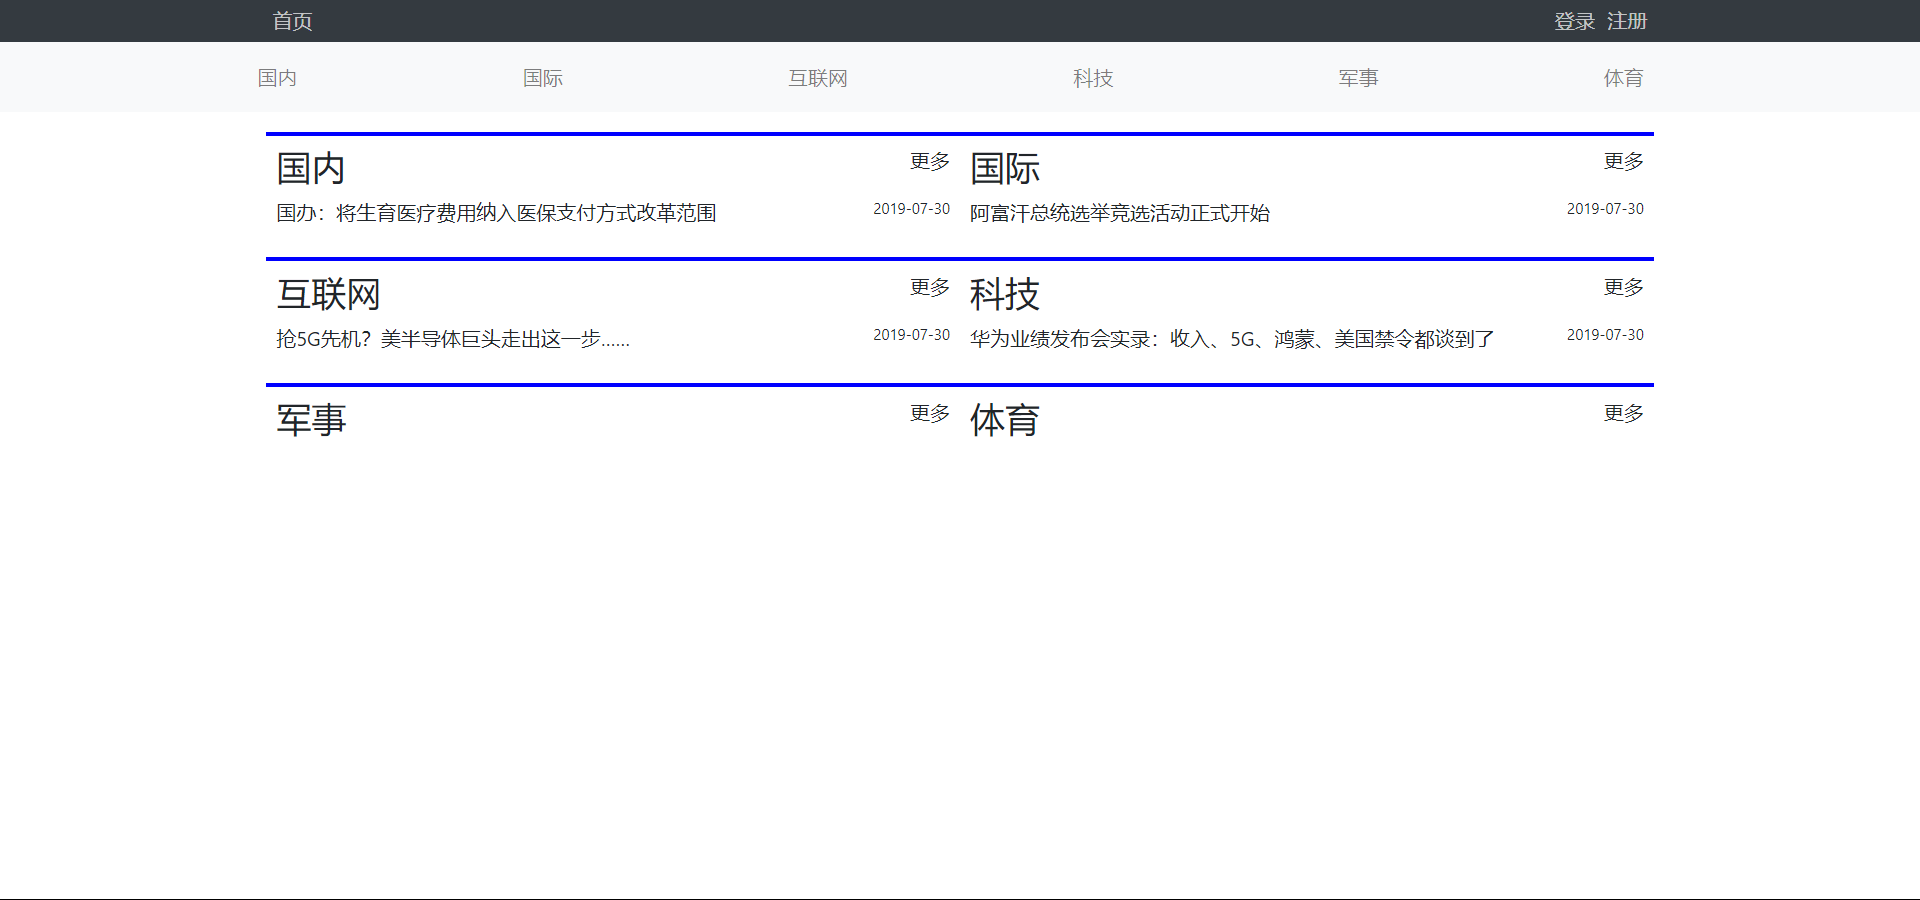 首页 登录 注册
国内 国际 互联网 科技 军事 体育
国内 更多 国际 更多
国办：将生育医疗费用纳入医保支付方式改革范围 2019-07-30 阿富汗总统选举竞选活动正式开始 2019-07-30
互联网 更多 科技 更多
抢5G先机？美半导体巨头走出这一步…… 2019-07-30 华为业绩发布会实录：收入、5G、鸿蒙、美国禁令都谈到了 2019-07-30
军事 更多 体育 更多